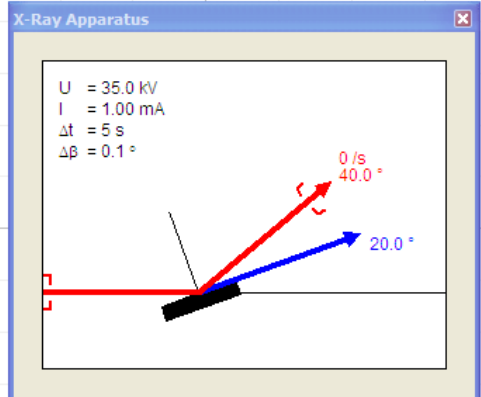 X-Ray Apparatus
U = 35.0 kV
I = 1.00 mA
Δt = 5 s
Δβ = 0.1 °
0 /s
40.0 °
20.0 °